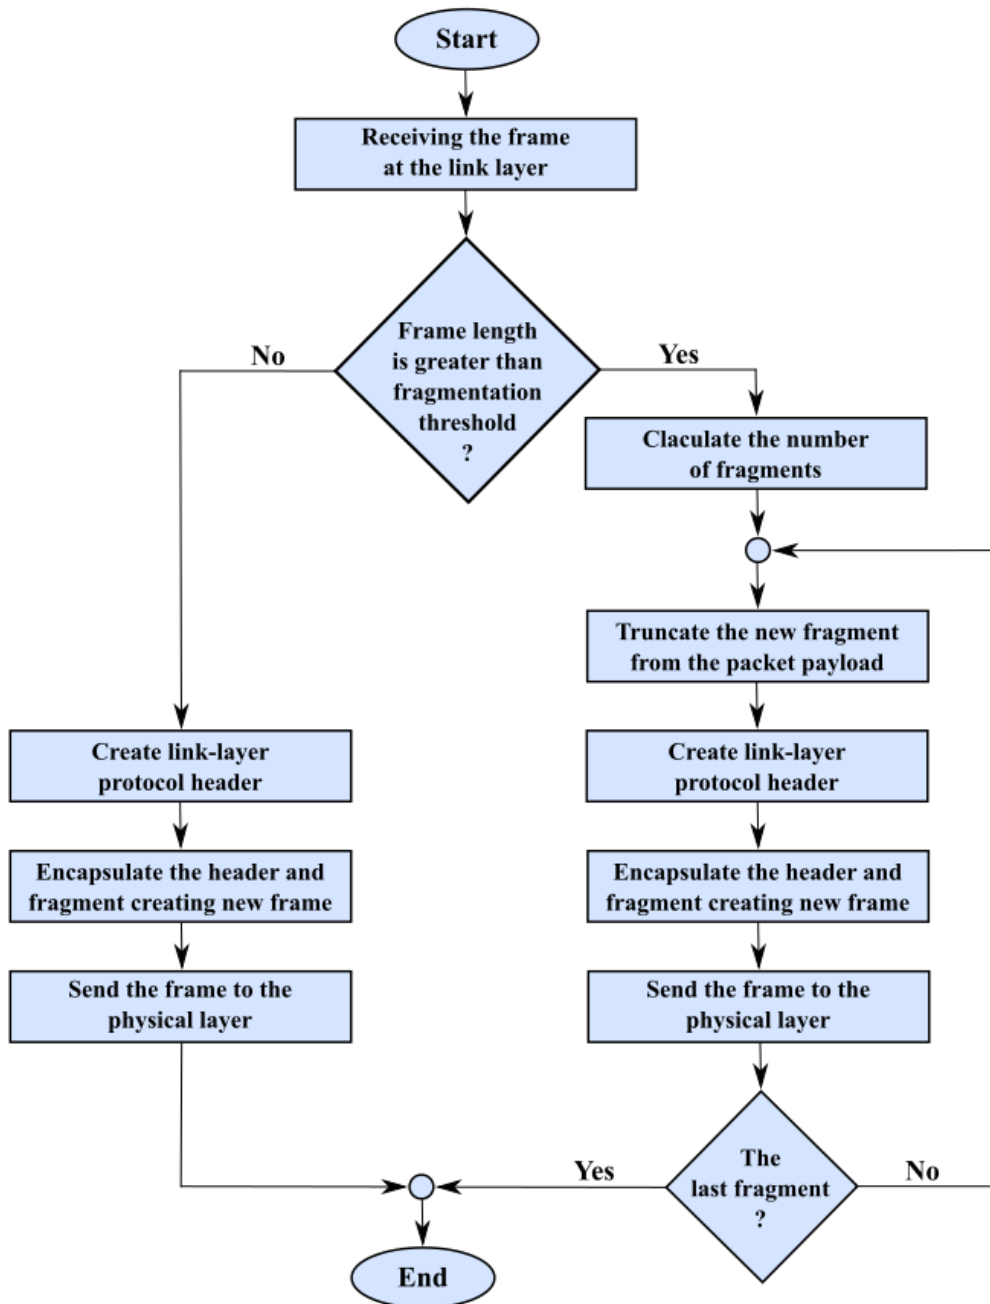 Start
Receiving the frame
at the link layer
Frame length
is greater than
fragmentation
threshold
?
No
Yes
Claculate the number
of fragments
Truncate the new fragment
from the packet payload
Create link-layer
protocol header
Create link-layer
protocol header
Encapsulate the header and
fragment creating new frame
Encapsulate the header and
fragment creating new frame
Send the frame to the
physical layer
Send the frame to the
physical layer
The
last fragment
?
Yes
No
End